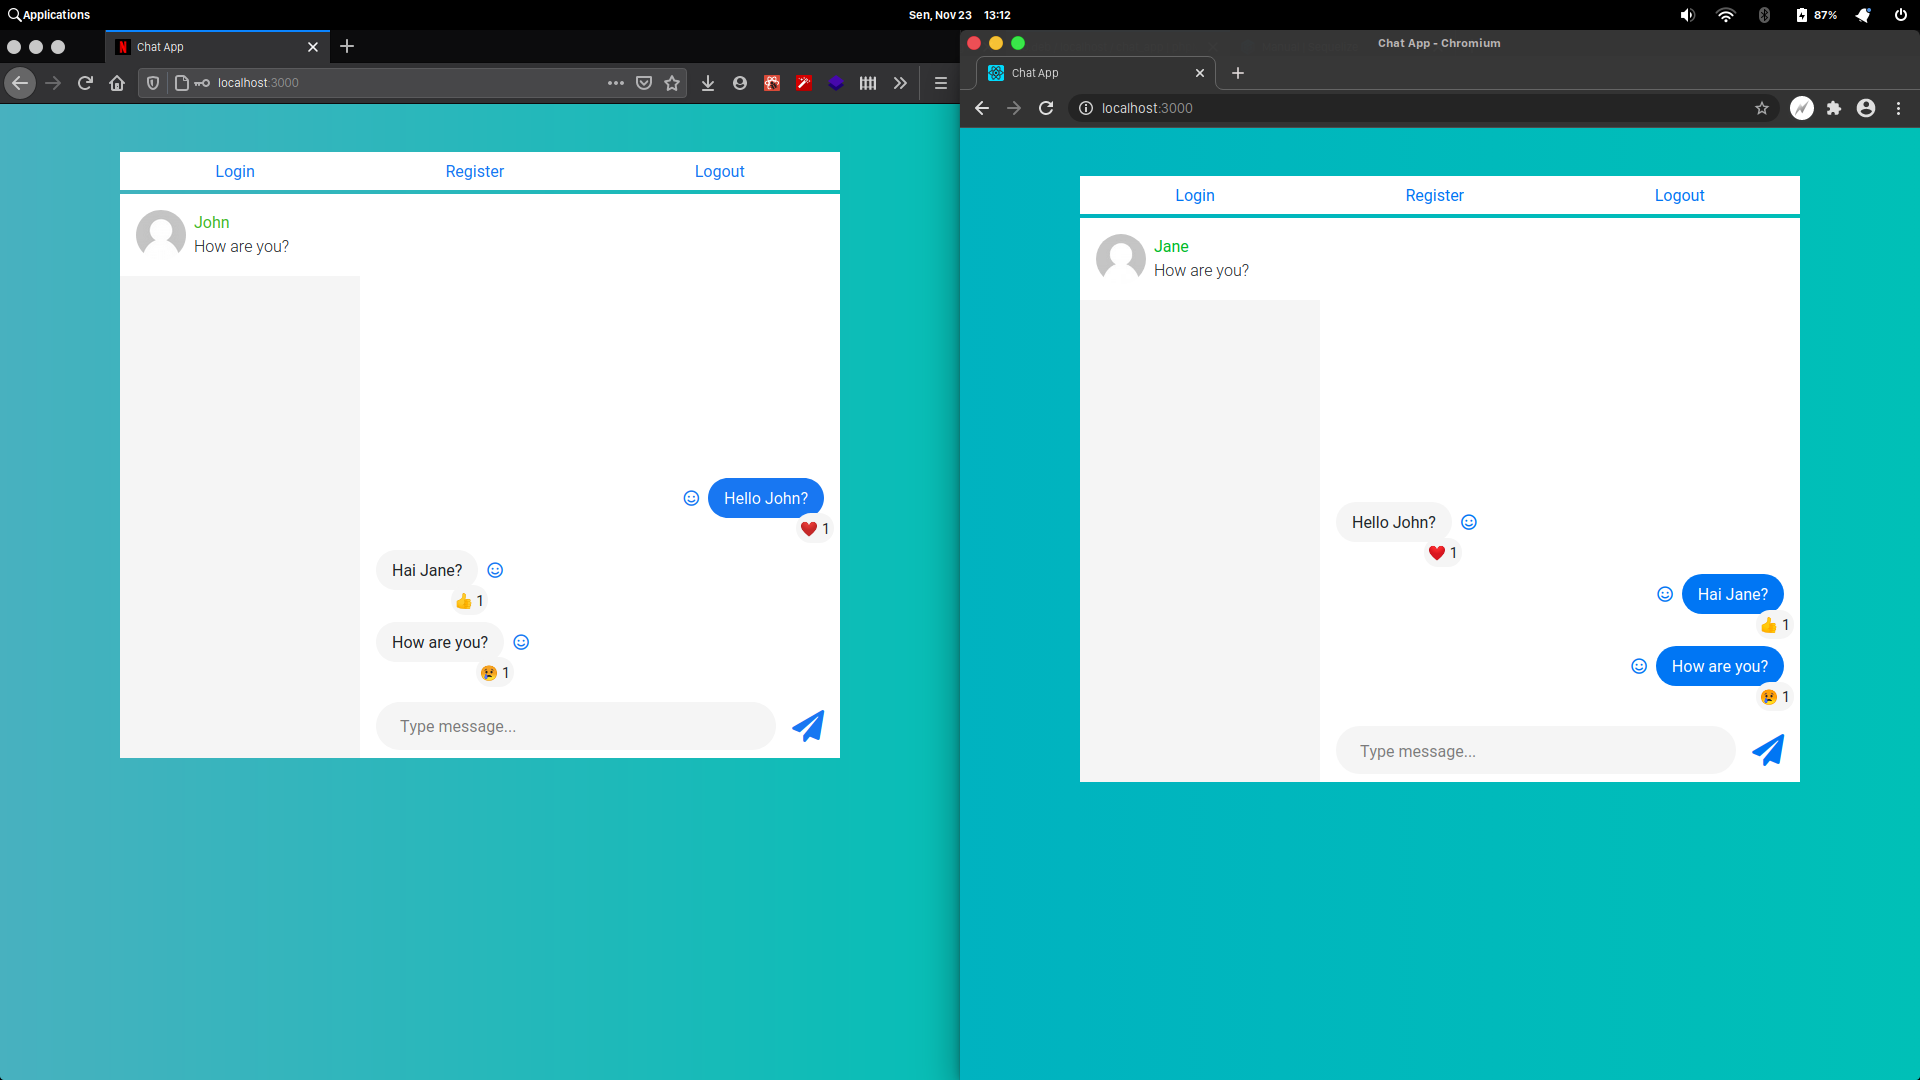 Applications
Sen, Nov 23 13:12
87%
Chat App
localhost:3000
Login Register Logout
John
How are you?
Hello John?
1
Hai Jane?
1
How are you?
1
Type message...
Chat App - Chromium
Chat App
localhost:3000
Login Register Logout
Jane
How are you?
Hello John?
1
Hai Jane?
1
How are you?
1
Type message...